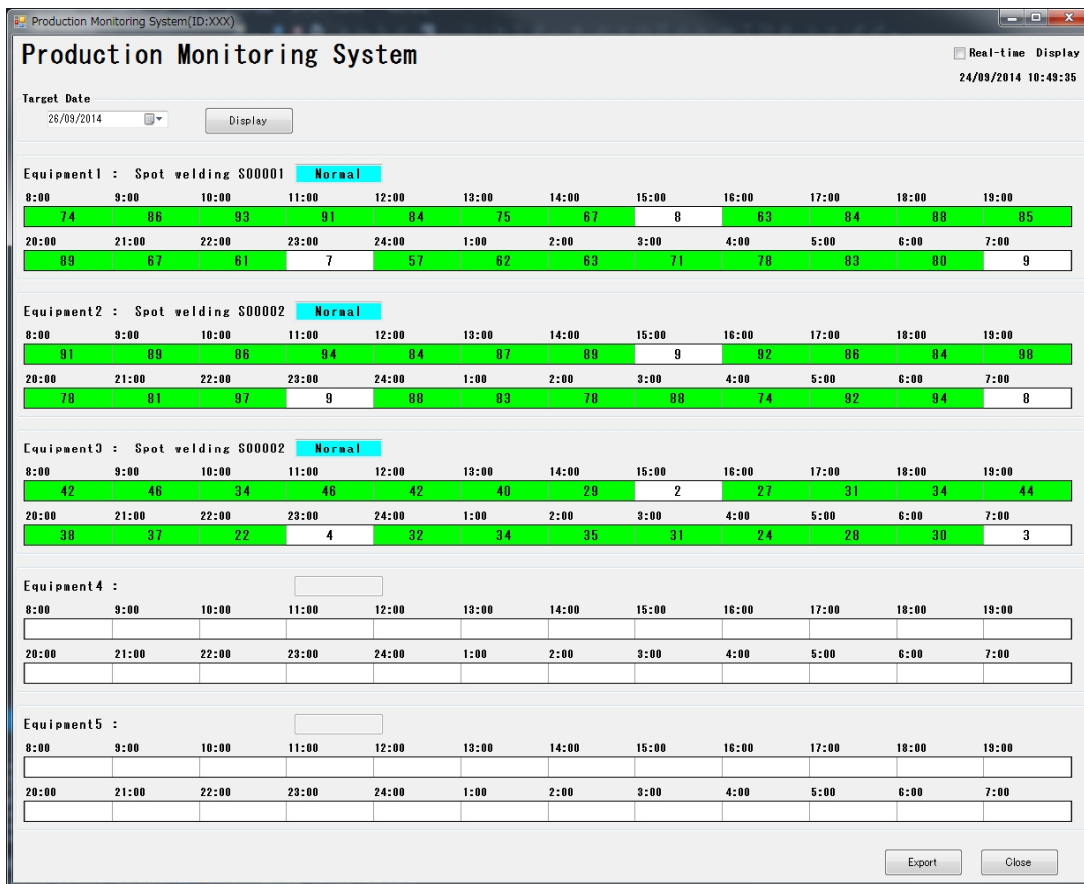 Production Monitoring System(ID:XXX)
Production Monitoring System
Real-time Display
24/09/2014 10:49:35
Target Date
26/09/2014
Display
Equipment1 : Spot welding S00001 Normal
8:00 9:00 10:00 11:00 12:00 13:00 14:00 15:00 16:00 17:00 18:00 19:00
74 86 93 91 84 75 67 8 63 84 88 85
20:00 21:00 22:00 23:00 24:00 1:00 2:00 3:00 4:00 5:00 6:00 7:00
89 67 61 7 57 62 63 71 78 83 80 9
Equipment2 : Spot welding S00002 Normal
8:00 9:00 10:00 11:00 12:00 13:00 14:00 15:00 16:00 17:00 18:00 19:00
91 89 86 94 84 87 89 9 92 86 84 98
20:00 21:00 22:00 23:00 24:00 1:00 2:00 3:00 4:00 5:00 6:00 7:00
78 81 97 9 88 83 78 88 74 92 94 8
Equipment3 : Spot welding S00002 Normal
8:00 9:00 10:00 11:00 12:00 13:00 14:00 15:00 16:00 17:00 18:00 19:00
42 46 34 46 42 40 29 2 27 31 34 44
20:00 21:00 22:00 23:00 24:00 1:00 2:00 3:00 4:00 5:00 6:00 7:00
38 37 22 4 32 34 35 31 24 28 30 3
Equipment4 :
8:00 9:00 10:00 11:00 12:00 13:00 14:00 15:00 16:00 17:00 18:00 19:00
20:00 21:00 22:00 23:00 24:00 1:00 2:00 3:00 4:00 5:00 6:00 7:00
Equipment5 :
8:00 9:00 10:00 11:00 12:00 13:00 14:00 15:00 16:00 17:00 18:00 19:00
20:00 21:00 22:00 23:00 24:00 1:00 2:00 3:00 4:00 5:00 6:00 7:00
Export Close